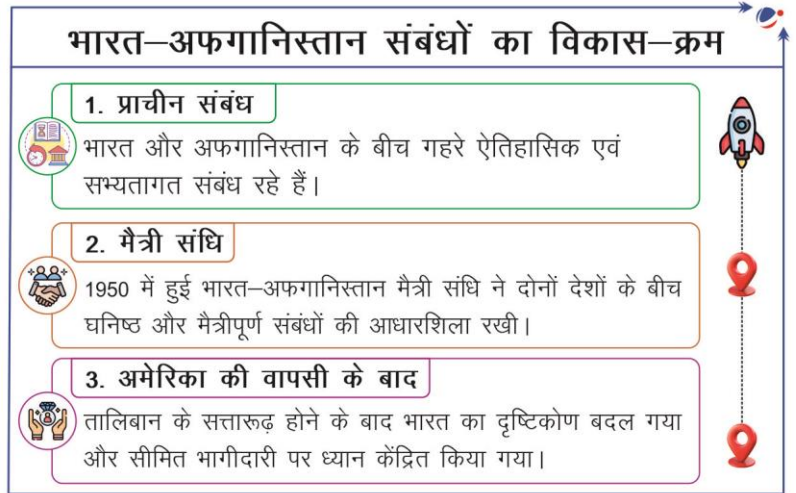 भारत–अफगानिस्तान संबंधों का विकास–क्रम
1. प्राचीन संबंध
भारत और अफगानिस्तान के बीच गहरे ऐतिहासिक एवं
सभ्यतागत संबंध रहे हैं।
2. मैत्री संधि
1950 में हुई भारत–अफगानिस्तान मैत्री संधि ने दोनों देशों के बीच
घनिष्ठ और मैत्रीपूर्ण संबंधों की आधारशिला रखी।
3. अमेरिका की वापसी के बाद
तालिबान के सत्तारूढ़ होने के बाद भारत का दृष्टिकोण बदल गया
और सीमित भागीदारी पर ध्यान केंद्रित किया गया।